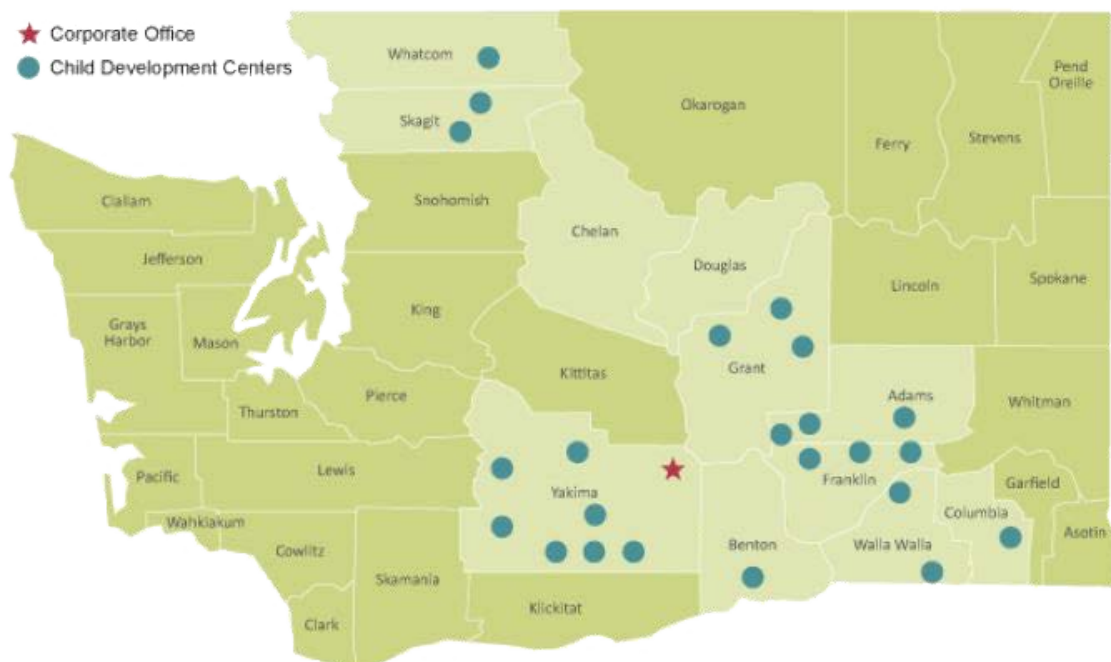 Corporate Office
Child Development Centers
Whatcom
Skagit
Okarogan
Ferry
Stevens
Pend
Oreille
Clallam
Snohomish
Chelan
Douglas
Jefferson
King
Lincoln
Spokane
Grays
Harbor
Mason
Kittitas
Grant
Pierce
Thurston
Adams
Whitman
Pacific
Lewis
Yakima
Franklin
Garfield
Wahkiakum
Columbia
Cowlitz
Asotin
Benton
Walla Walla
Skamania
Klickitat
Clark